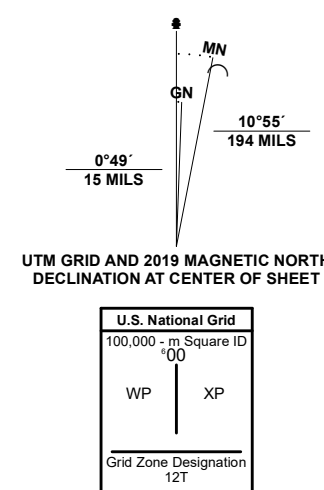 MN
GN
10°55´
194 MILS
0°49´
15 MILS
UTM GRID AND 2019 MAGNETIC NORTH
DECLINATION AT CENTER OF SHEET
U.S. National Grid
100,000 - m Square ID
⁶00
WP XP
Grid Zone Designation
12T